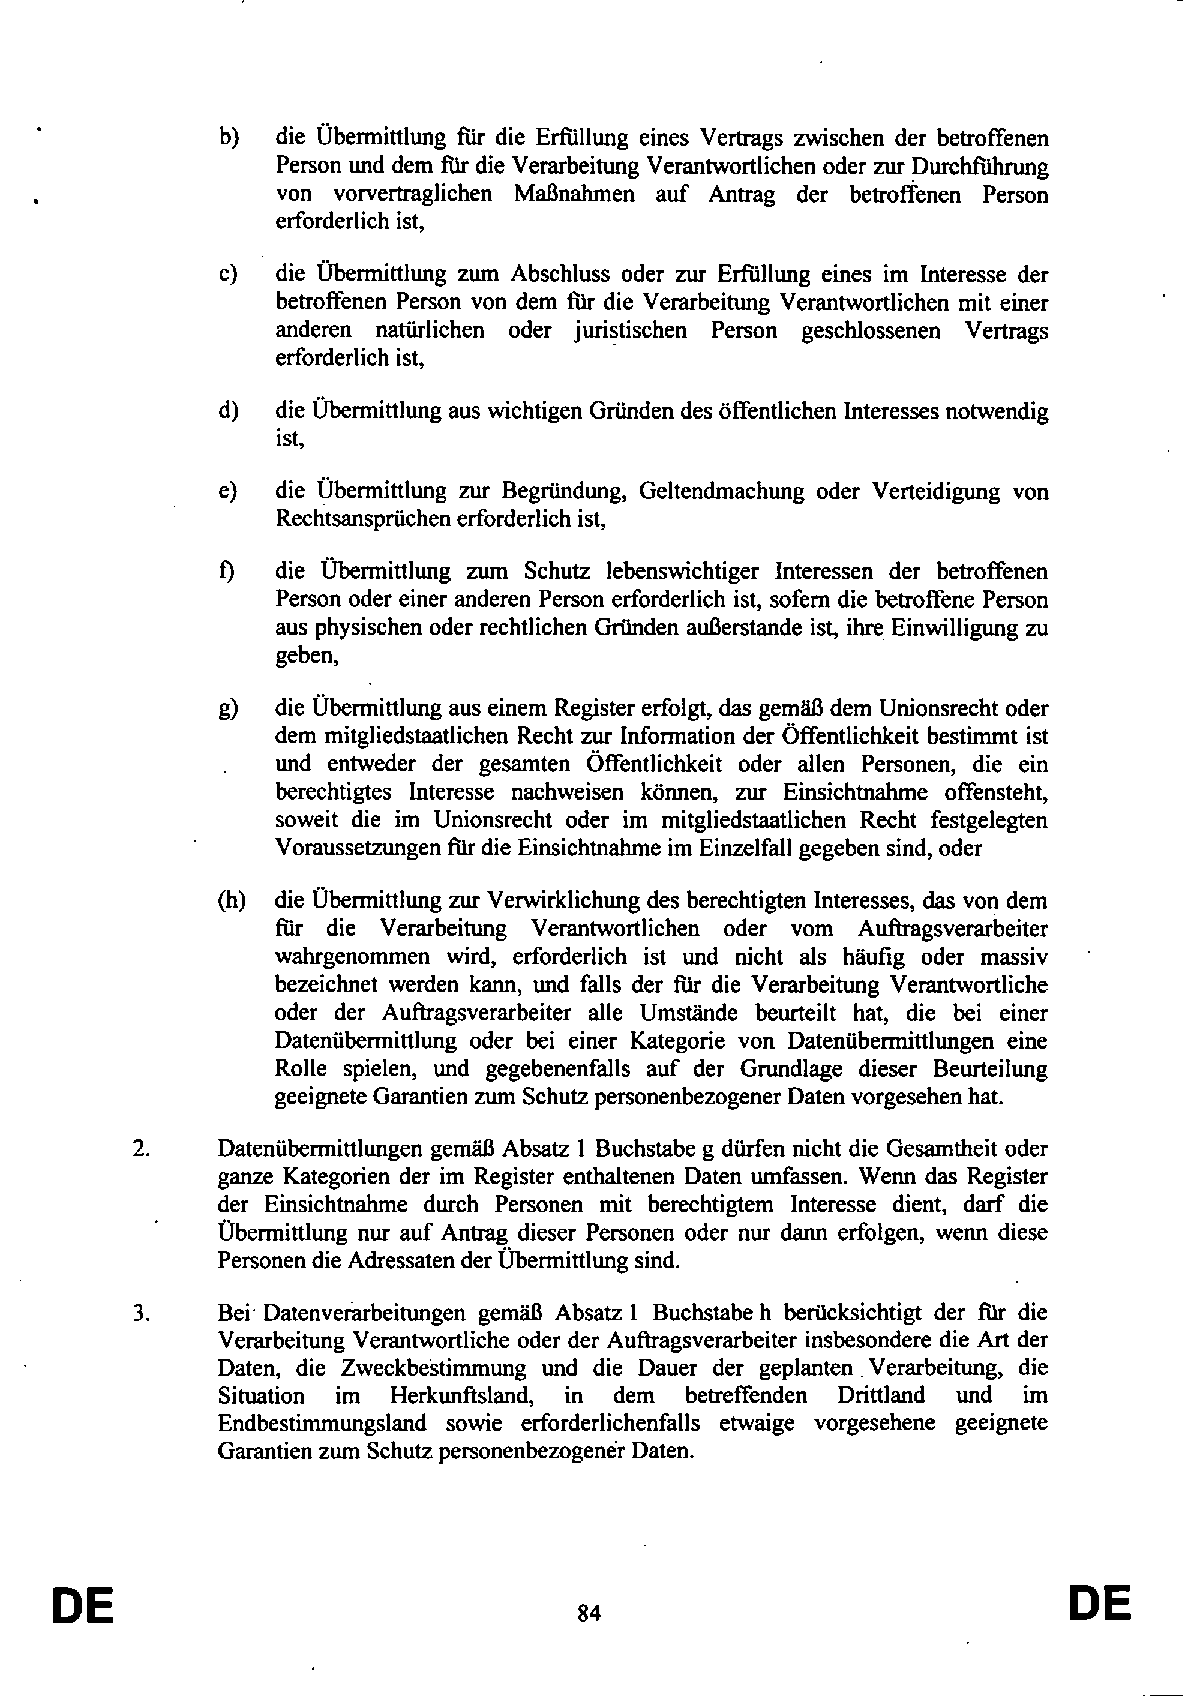 b) die Übermittlung für die Erfüllung eines Vertrags zwischen der betroffenen
Person und dem für die Verarbeitung Verantwortlichen oder zur Durchführung
von vorvertraglichen Maßnahmen auf Antrag der betroffenen Person
erforderlich ist,
c) die Übermittlung zum Abschluss oder zur Erfüllung eines im Interesse der
betroffenen Person von dem für die Verarbeitung Verantwortlichen mit einer
anderen natürlichen oder juristischen Person geschlossenen Vertrags
erforderlich ist,
d) die Übermittlung aus wichtigen Gründen des öffentlichen Interesses notwendig
ist,
e) die Übermittlung zur Begründung, Geltendmachung oder Verteidigung von
Rechtsansprüchen erforderlich ist,
f) die Übermittlung zum Schutz lebenswichtiger Interessen der betroffenen
Person oder einer anderen Person erforderlich ist, sofern die betroffene Person
aus physischen oder rechtlichen Gründen außerstande ist, ihre Einwilligung zu
geben,
g) die Übermittlung aus einem Register erfolgt, das gemäß dem Unionsrecht oder
dem mitgliedstaatlichen Recht zur Information der Öffentlichkeit bestimmt ist
und entweder der gesamten Öffentlichkeit oder allen Personen, die ein
berechtigtes Interesse nachweisen können, zur Einsichtnahme offensteht,
soweit die im Unionsrecht oder im mitgliedstaatlichen Recht festgelegten
Voraussetzungen für die Einsichtnahme im Einzelfall gegeben sind, oder
(h) die Übermittlung zur Verwirklichung des berechtigten Interesses, das von dem
für die Verarbeitung Verantwortlichen oder vom Auftragsverarbeiter
wahrgenommen wird, erforderlich ist und nicht als häufig oder massiv
bezeichnet werden kann, und falls der für die Verarbeitung Verantwortliche
oder der Auftragsverarbeiter alle Umstände beurteilt hat, die bei einer
Datenübermittlung oder bei einer Kategorie von Datenübermittlungen eine
Rolle spielen, und gegebenenfalls auf der Grundlage dieser Beurteilung
geeignete Garantien zum Schutz personenbezogener Daten vorgesehen hat.
2. Datenübermittlungen gemäß Absatz 1 Buchstabe g dürfen nicht die Gesamtheit oder
ganze Kategorien der im Register enthaltenen Daten umfassen. Wenn das Register
der Einsichtnahme durch Personen mit berechtigtem Interesse dient, darf die
Übermittlung nur auf Antrag dieser Personen oder nur dann erfolgen, wenn diese
Personen die Adressaten der Übermittlung sind.
3. Bei Datenverarbeitungen gemäß Absatz 1 Buchstabe h berücksichtigt der für die
Verarbeitung Verantwortliche oder der Auftragsverarbeiter insbesondere die Art der
Daten, die Zweckbestimmung und die Dauer der geplanten Verarbeitung, die
Situation im Herkunftsland, in dem betreffenden Drittland und im
Endbestimmungsland sowie erforderlichenfalls etwaige vorgesehene geeignete
Garantien zum Schutz personenbezogener Daten.
DE 84 DE